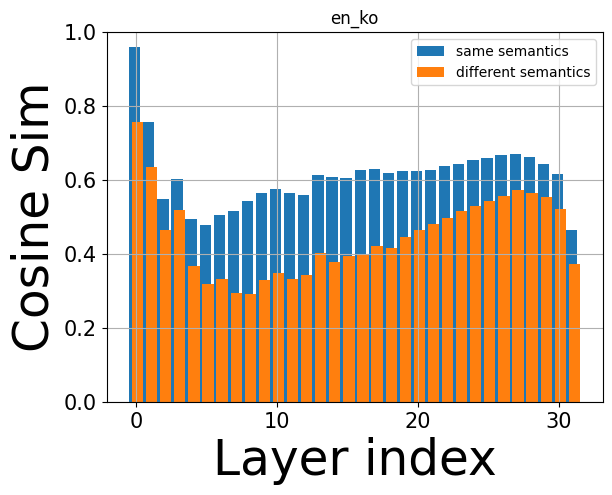 en_ko
same semantics
different semantics
Cosine Sim
1.0
0.8
0.6
0.4
0.2
0.0
0 10 20 30
Layer index